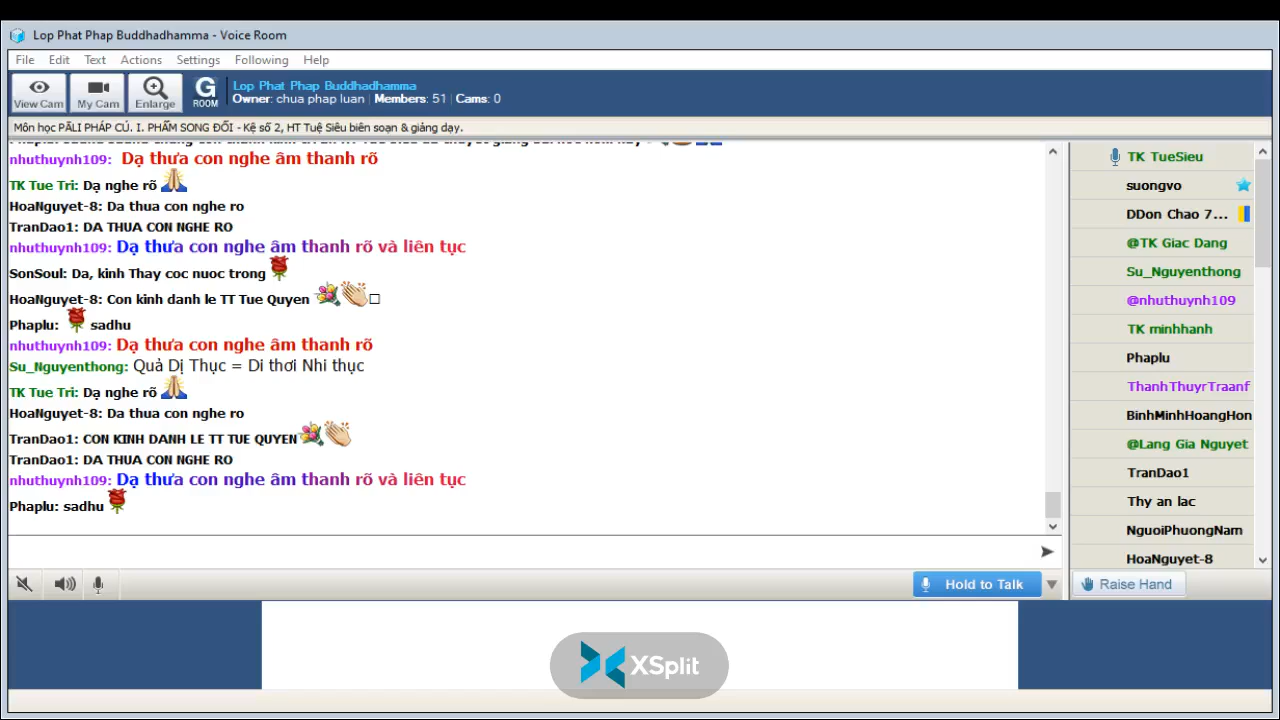 Lop Phat Phap Buddhadhamma - Voice Room
File Edit Text Actions Settings Following Help
View Cam My Cam Enlarge G ROOM
Lop Phat Phap Buddhadhamma
Owner: chua phap luan | Members: 51 | Cams: 0
Môn học PÃLI PHÁP CÚ. I. PHẨM SONG ĐỐI - Kệ số 2, HT Tuệ Siêu biên soạn & giảng dạy.
nhuthuynh109: Dạ thưa con nghe âm thanh rõ
TK Tue Tri: Dạ nghe rõ
HoaNguyet-8: Da thua con nghe ro
TranDao1: DA THUA CON NGHE RO
nhuthuynh109: Dạ thưa con nghe âm thanh rõ và liên tục
SonSoul: Da, kinh Thay coc nuoc trong
HoaNguyet-8: Con kinh danh le TT Tue Quyen
Phaplu: sadhu
nhuthuynh109: Dạ thưa con nghe âm thanh rõ
Su_Nguyenthong: Quả Dị Thục = Di thơi Nhi thục
TK Tue Tri: Dạ nghe rõ
HoaNguyet-8: Da thua con nghe ro
TranDao1: CON KINH DANH LE TT TUE QUYEN
TranDao1: DA THUA CON NGHE RO
nhuthuynh109: Dạ thưa con nghe âm thanh rõ và liên tục
Phaplu: sadhu
TK TueSieu
suongvo
DDon Chao 7...
@TK Giac Dang
Su_Nguyenthong
@nhuthuynh109
TK minhhanh
Phaplu
ThanhThuyrTraanf
BinhMinhHoangHon
@Lang Gia Nguyet
TranDao1
Thy an lac
NguoiPhuongNam
HoaNguyet-8
Hold to Talk
Raise Hand
XSplit